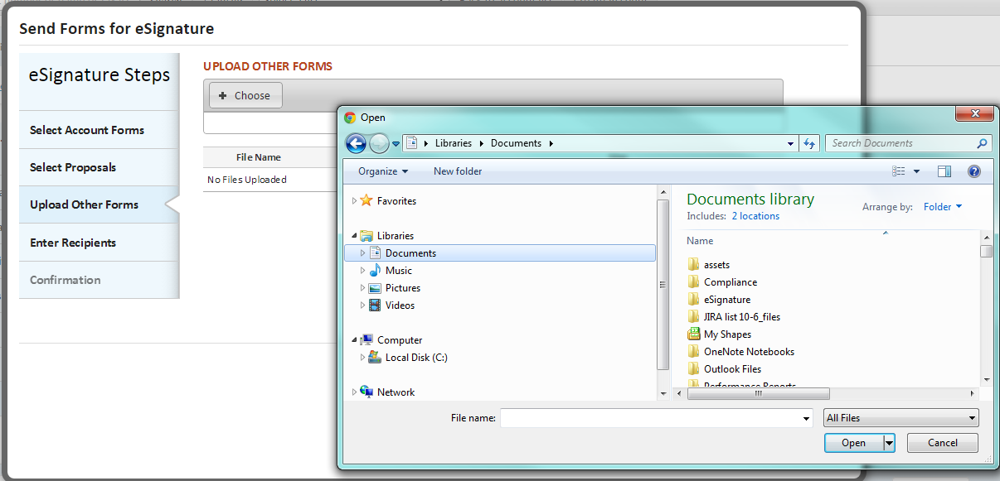 Send Forms for eSignature
eSignature Steps
Select Account Forms
Select Proposals
Upload Other Forms
Enter Recipients
Confirmation
UPLOAD OTHER FORMS
+ Choose
File Name
No Files Uploaded
Open
Libraries
Documents
Search Documents
Organize
New folder
Favorites
Libraries
Documents
Music
Pictures
Videos
Computer
Local Disk (C:)
Network
Documents library
Includes: 2 locations
Arrange by: Folder
Name
assets
Compliance
eSignature
JIRA list 10-6_files
My Shapes
OneNote Notebooks
Outlook Files
Performance Reports
File name:
All Files
Open
Cancel